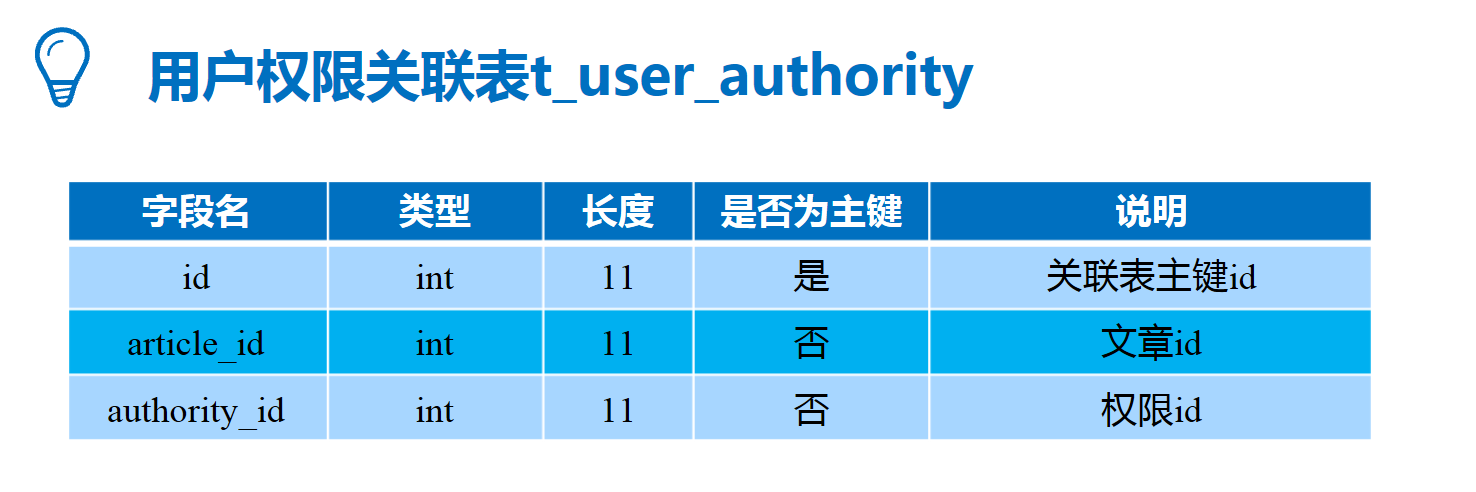 用户权限关联表t_user_authority
字段名 类型 长度 是否为主键 说明
id int 11 是 关联表主键id
article_id int 11 否 文章id
authority_id int 11 否 权限id